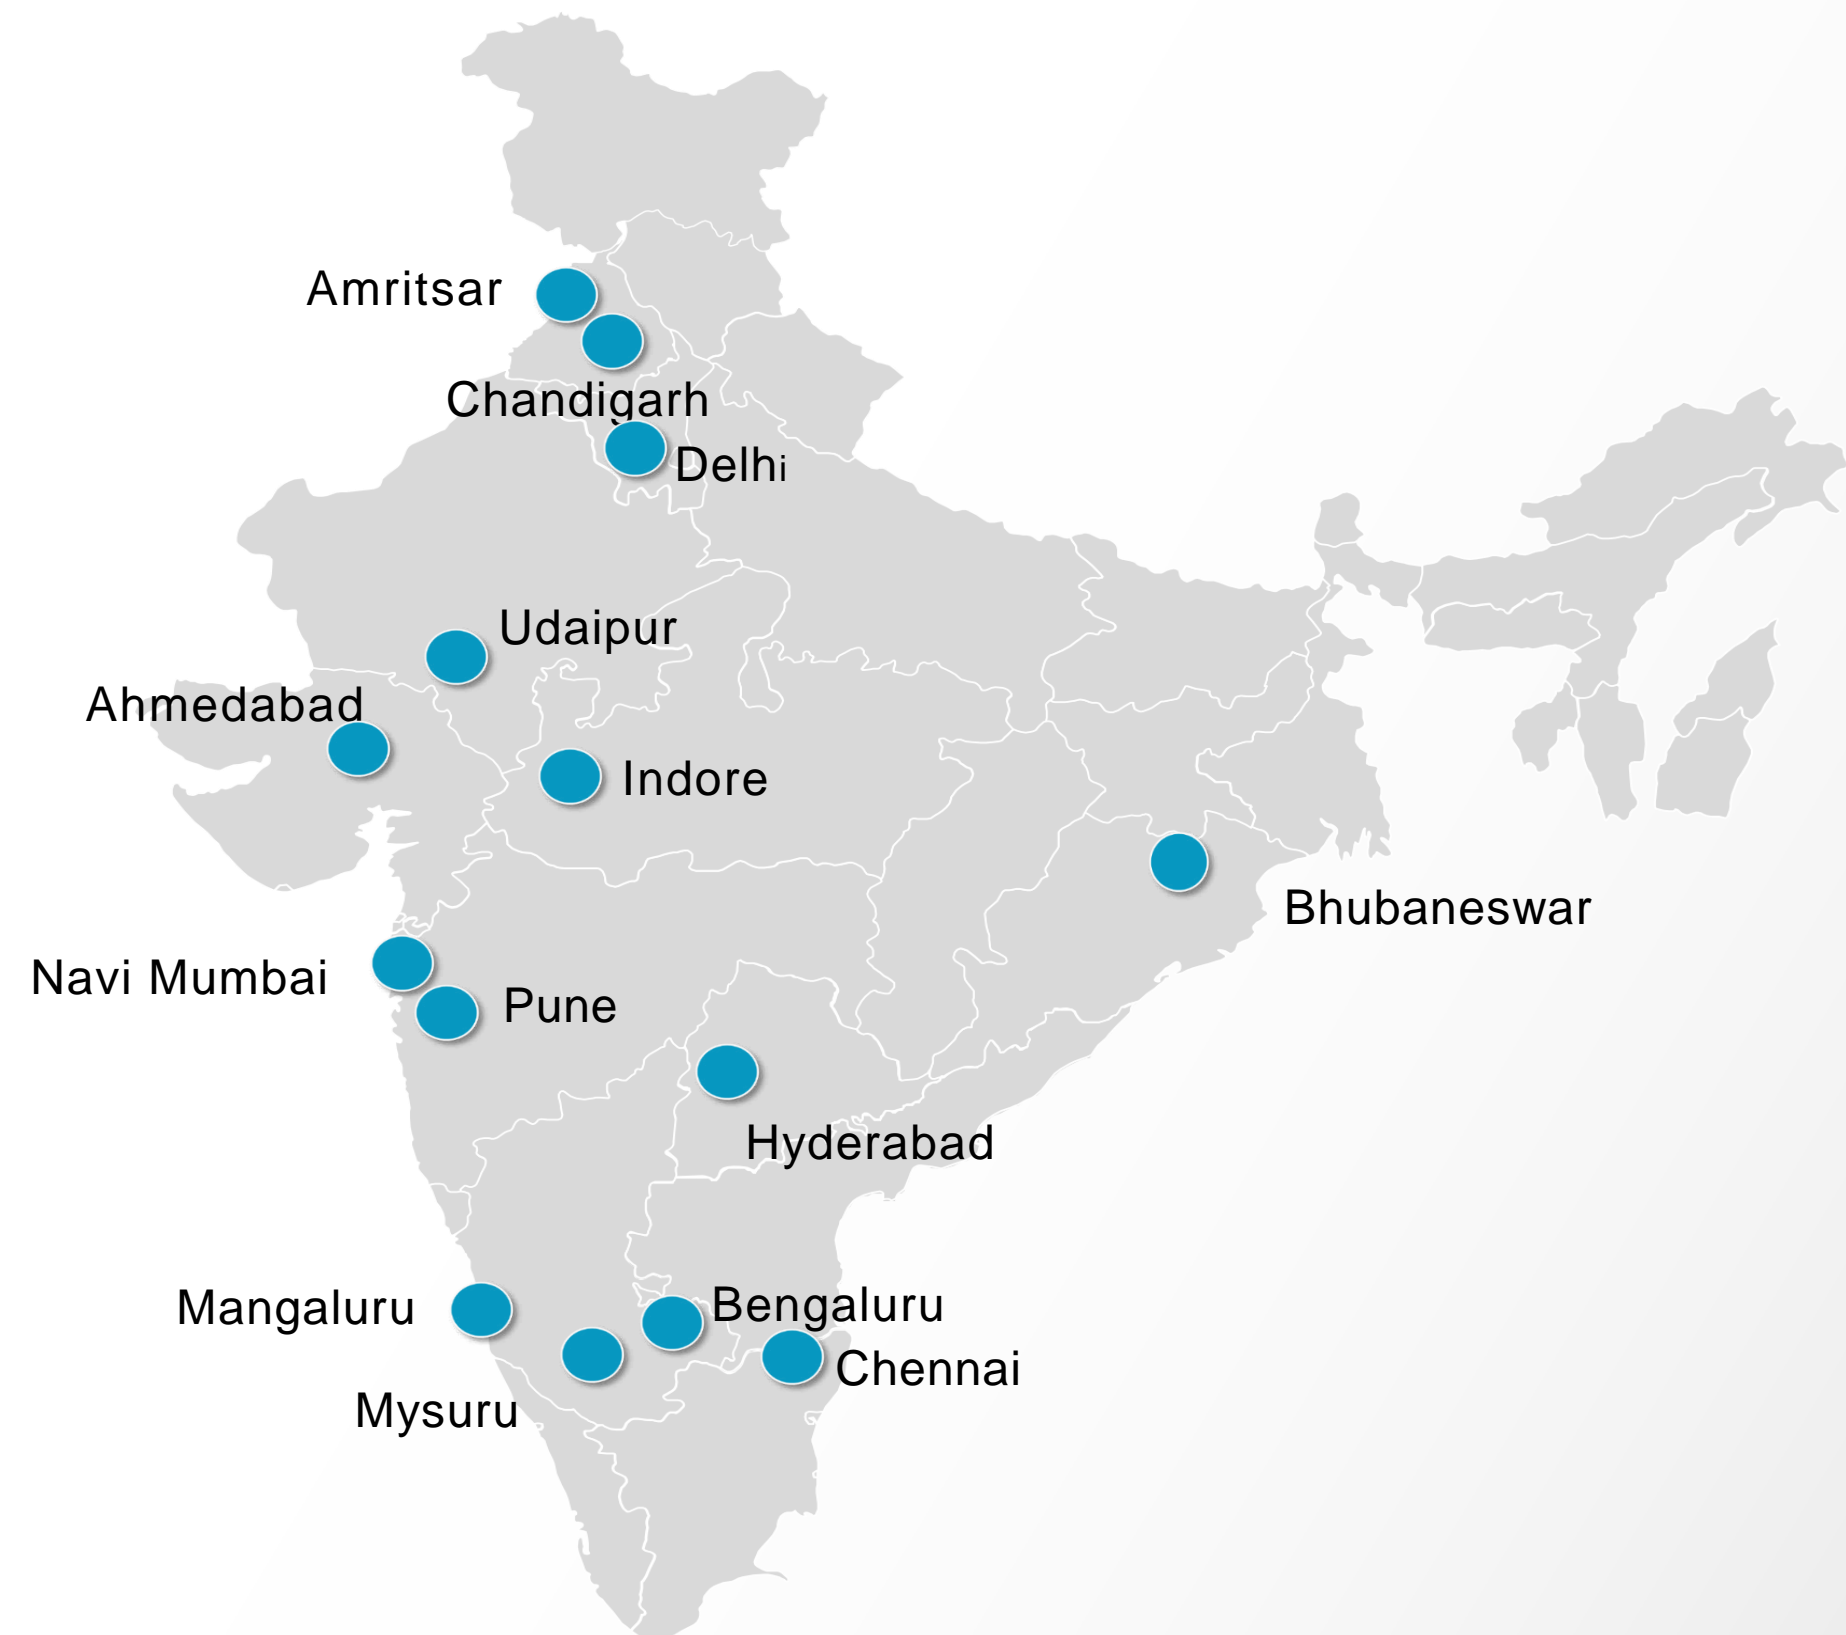 Amritsar
Chandigarh
Delhi
Udaipur
Ahmedabad
Indore
Bhubaneswar
Navi Mumbai
Pune
Hyderabad
Mangaluru
Bengaluru
Chennai
Mysuru